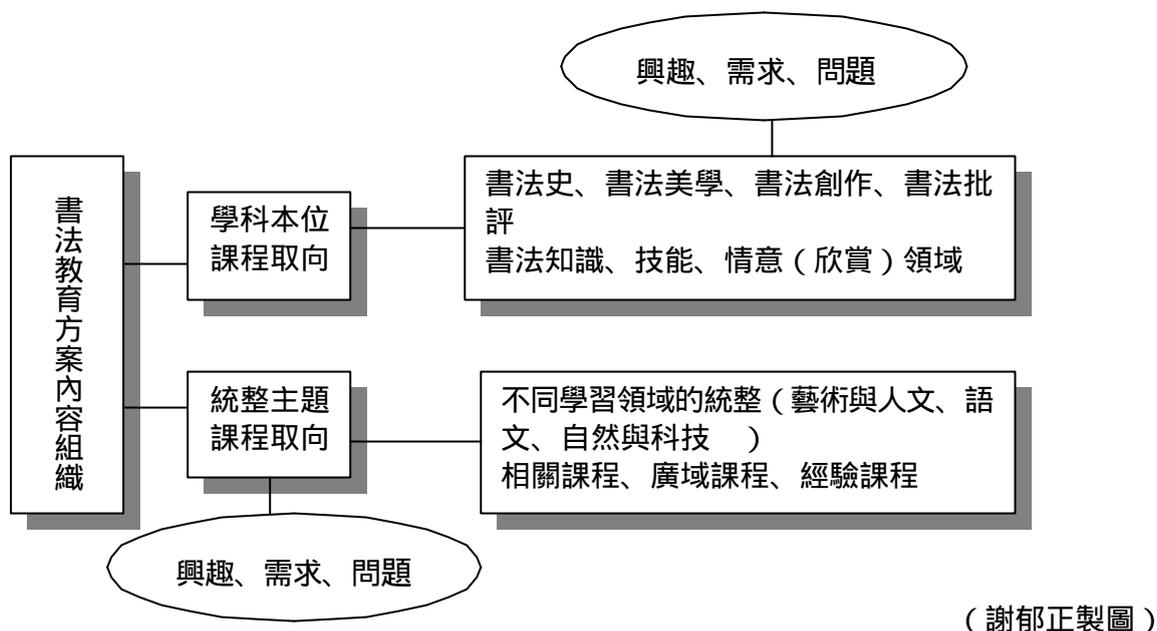 興趣、需求、問題
書法教育方案內容組織
學科本位
課程取向
書法史、書法美學、書法創作、書法批
評
書法知識、技能、情意（欣賞）領域
統整主題
課程取向
不同學習領域的統整（藝術與人文、語
文、自然與科技　）
相關課程、廣域課程、經驗課程
興趣、需求、問題
（謝郁正製圖）